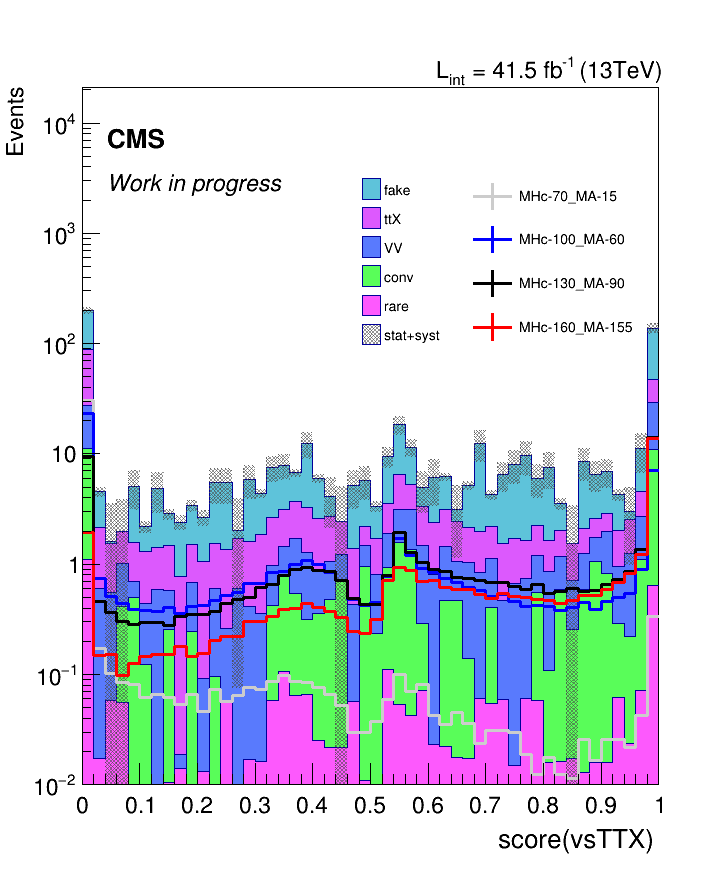 L_int = 41.5 fb^-1 (13TeV)
Events
CMS
Work in progress
fake
ttX
VV
conv
rare
stat+syst
MHc-70_MA-15
MHc-100_MA-60
MHc-130_MA-90
MHc-160_MA-155
10^4
10^3
10^2
10
1
10^-1
10^-2
0 0.1 0.2 0.3 0.4 0.5 0.6 0.7 0.8 0.9 1
score(vsTTX)